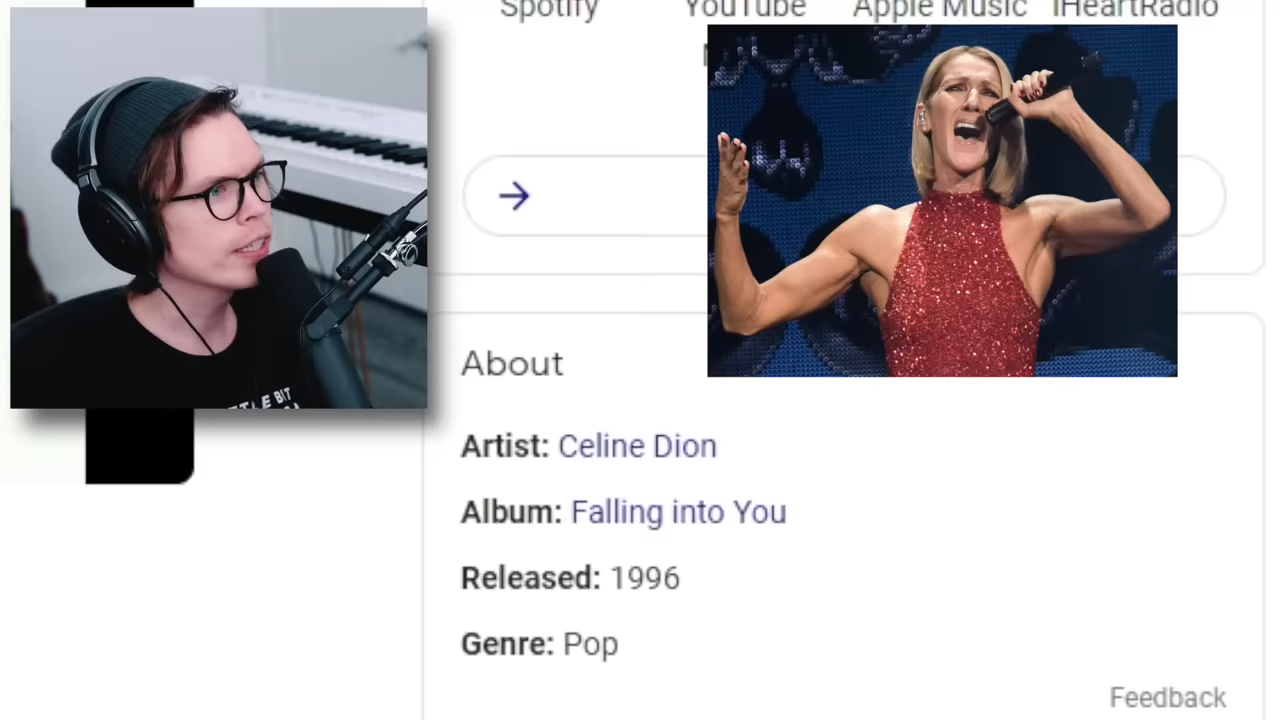 Spotify YouTube Apple Music iHeartRadio
About
Artist: Celine Dion
Album: Falling into You
Released: 1996
Genre: Pop
Feedback